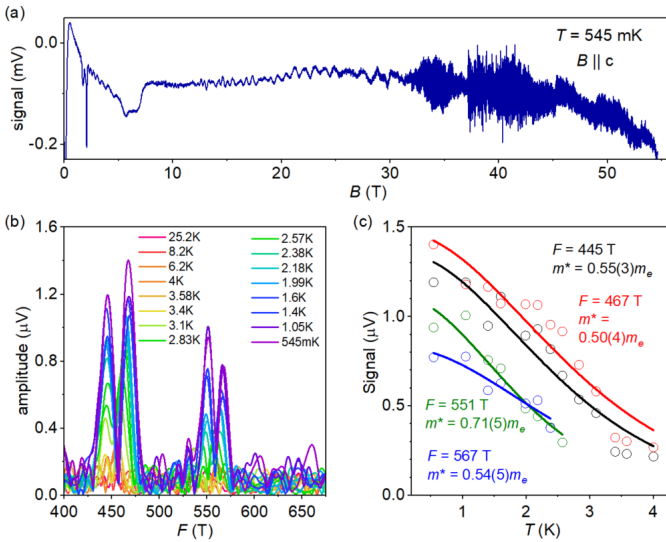 (a)
0.0
-0.2
signal (mV)
T = 545 mK
B || c
0 10 20 30 40 50
B (T)
(b)
1.6
1.2
0.8
0.4
0.0
amplitude (μV)
25.2K
8.2K
6.2K
4K
3.58K
3.4K
3.1K
2.83K
2.57K
2.38K
2.18K
1.99K
1.6K
1.4K
1.05K
545mK
400 450 500 550 600 650
F (T)
(c)
1.5
1.0
0.5
0.0
Signal (μV)
F = 445 T
m* = 0.55(3)me
F = 467 T
m* =
0.50(4)me
F = 551 T
m* = 0.71(5)me
F = 567 T
m* = 0.54(5)me
1 2 3 4
T (K)